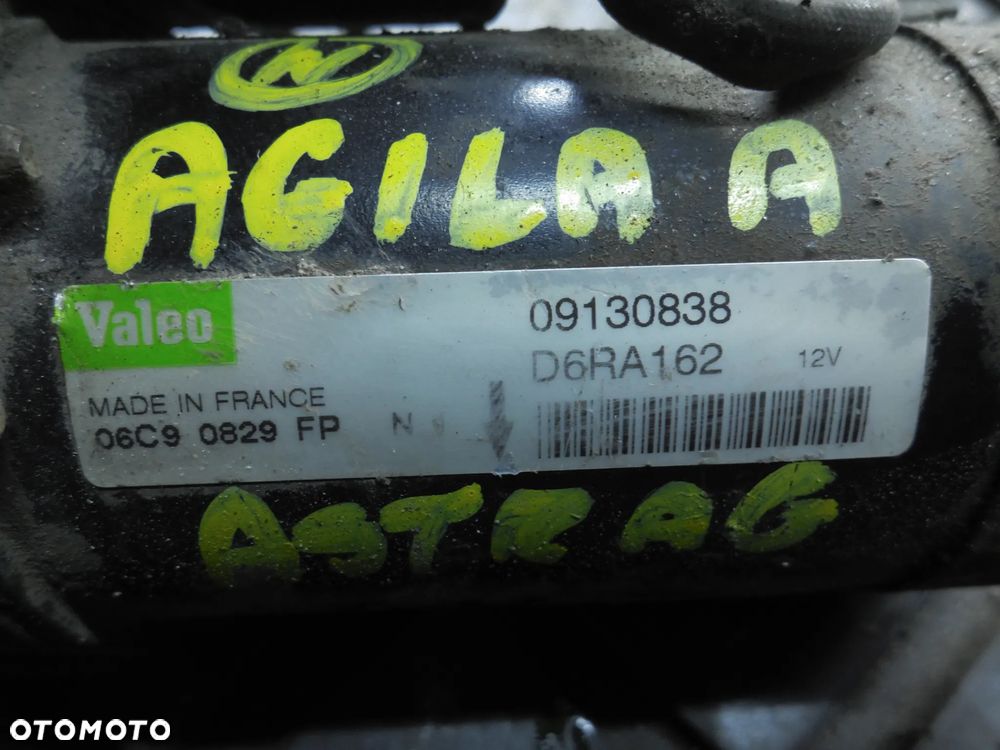 N
AGILA A
Valeo
09130838
D6RA162 12V
MADE IN FRANCE
06C9 0829 FP N
ASTRA G
OTOMOTO